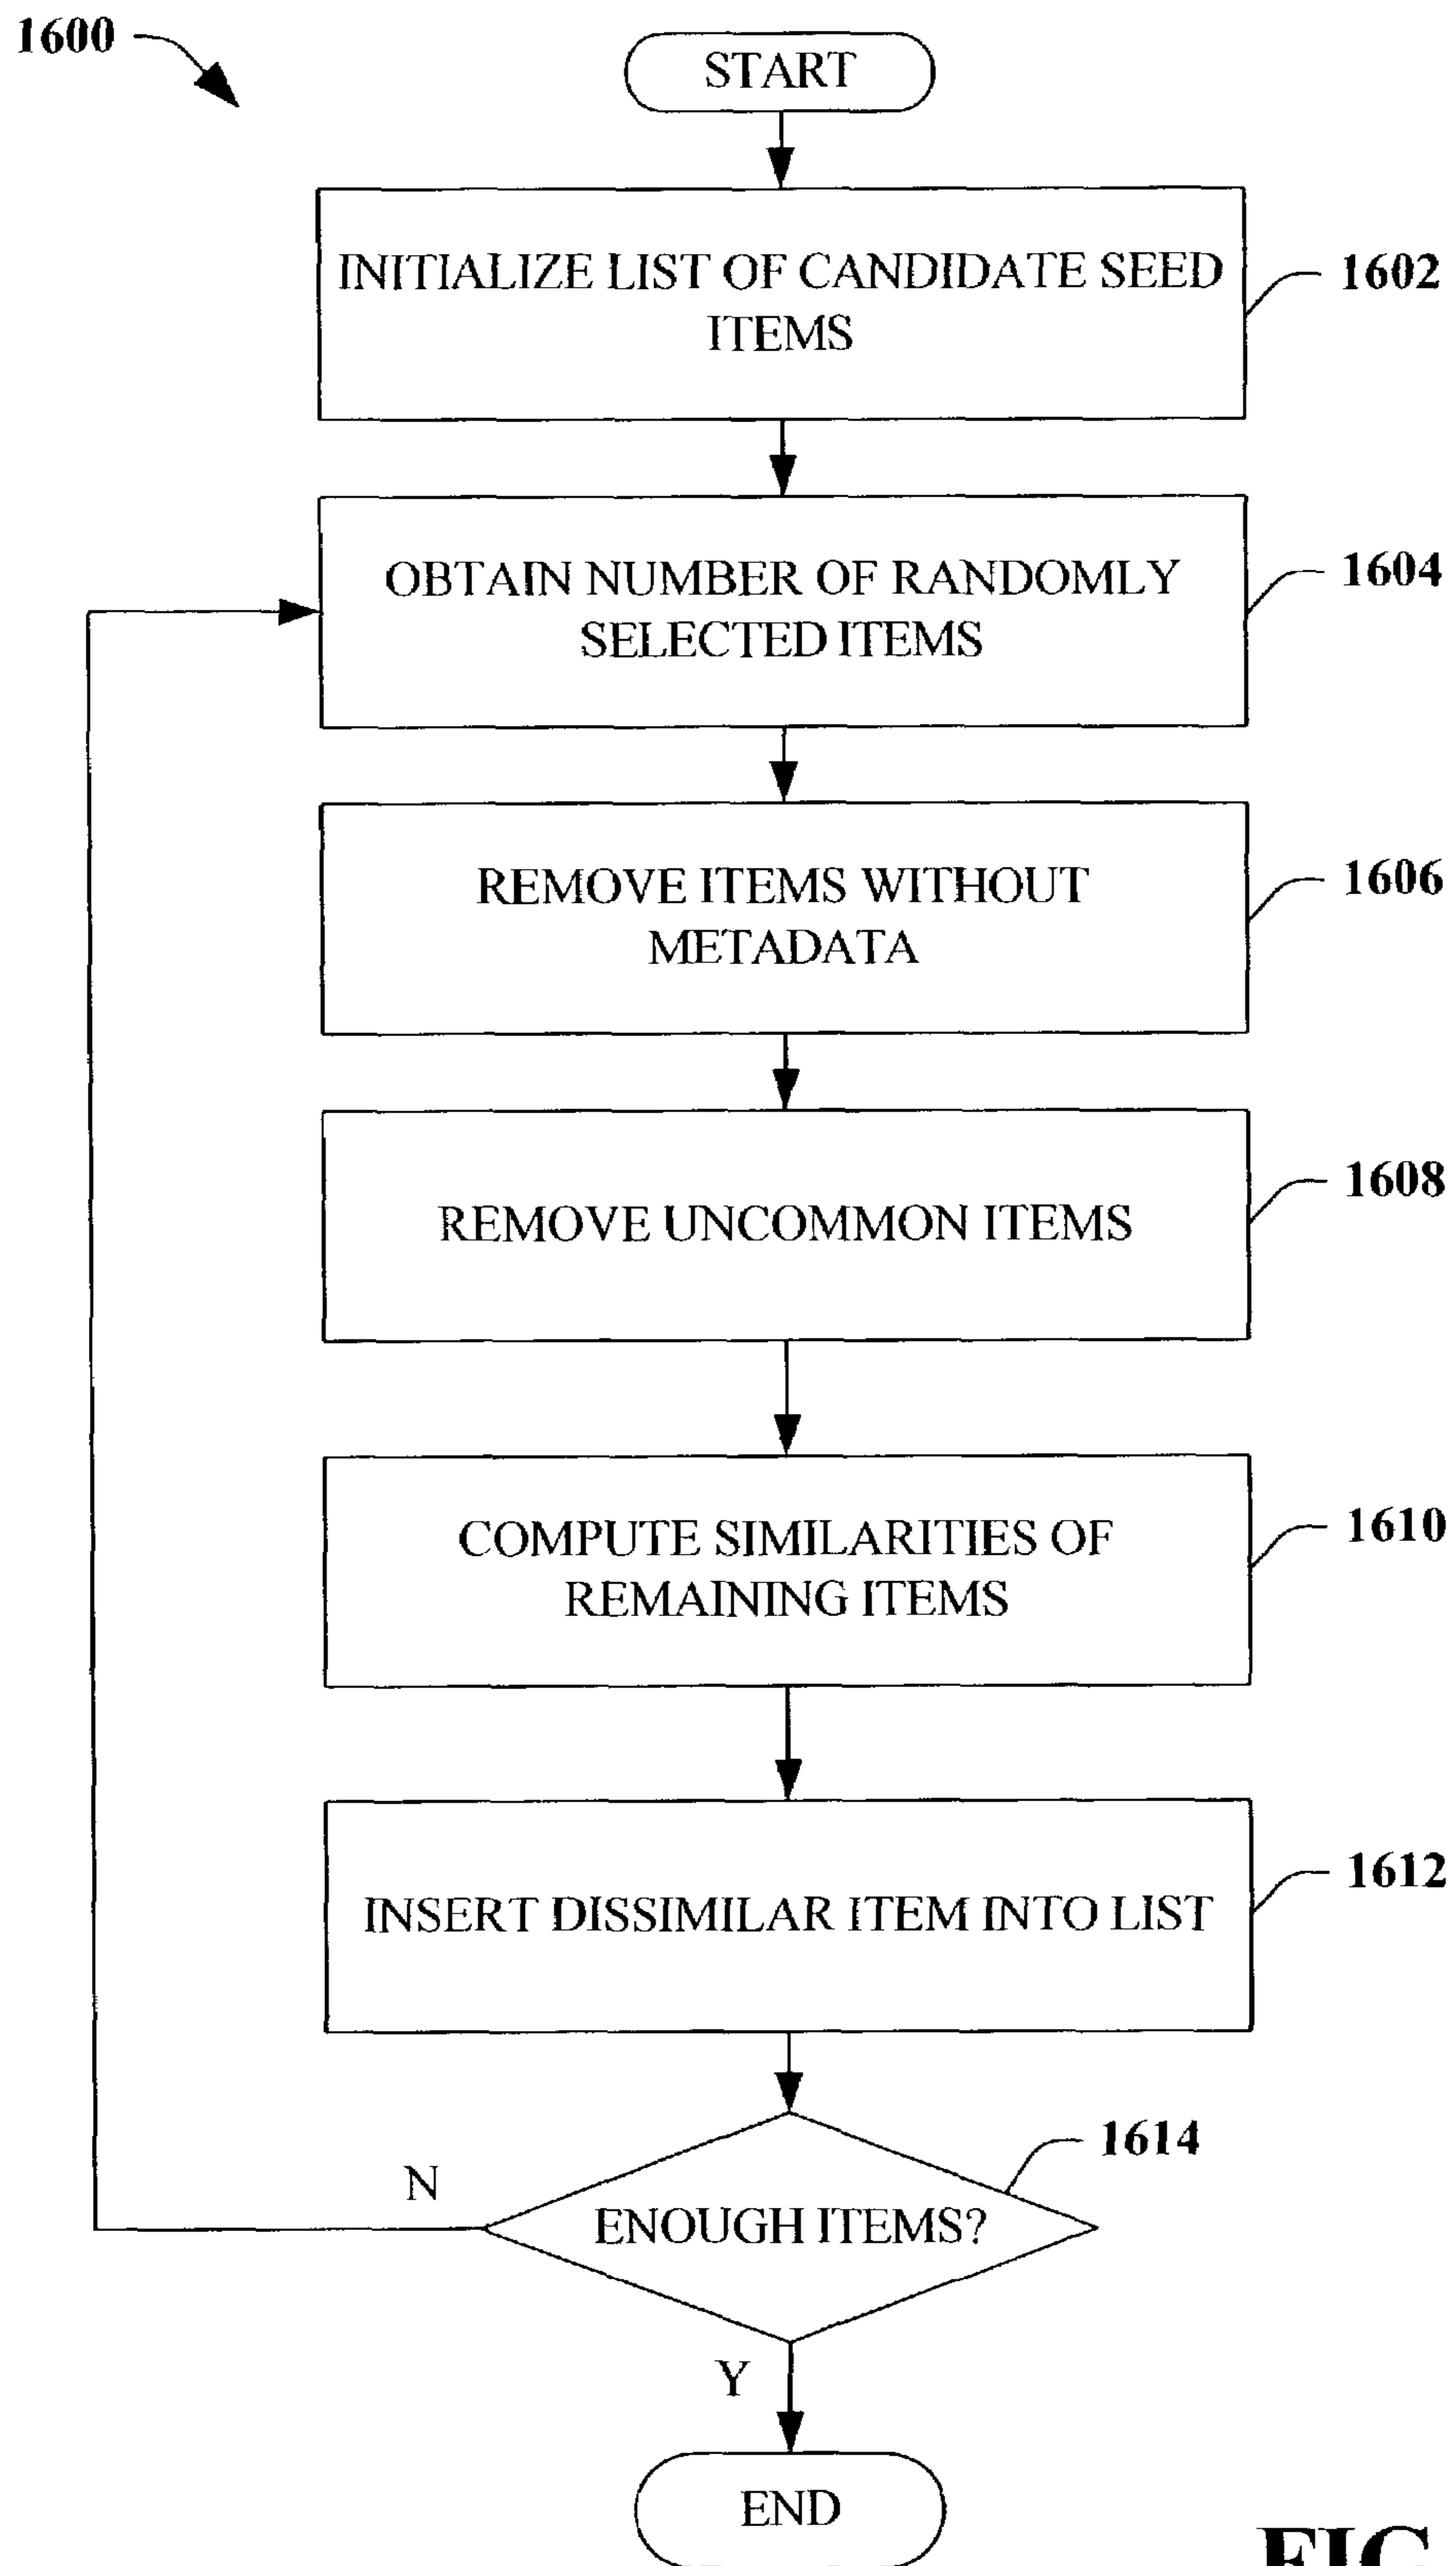 1600
START
INITIALIZE LIST OF CANDIDATE SEED
ITEMS
1602
OBTAIN NUMBER OF RANDOMLY
SELECTED ITEMS
1604
REMOVE ITEMS WITHOUT
METADATA
1606
REMOVE UNCOMMON ITEMS
1608
COMPUTE SIMILARITIES OF
REMAINING ITEMS
1610
INSERT DISSIMILAR ITEM INTO LIST
1612
1614
N
ENOUGH ITEMS?
Y
END